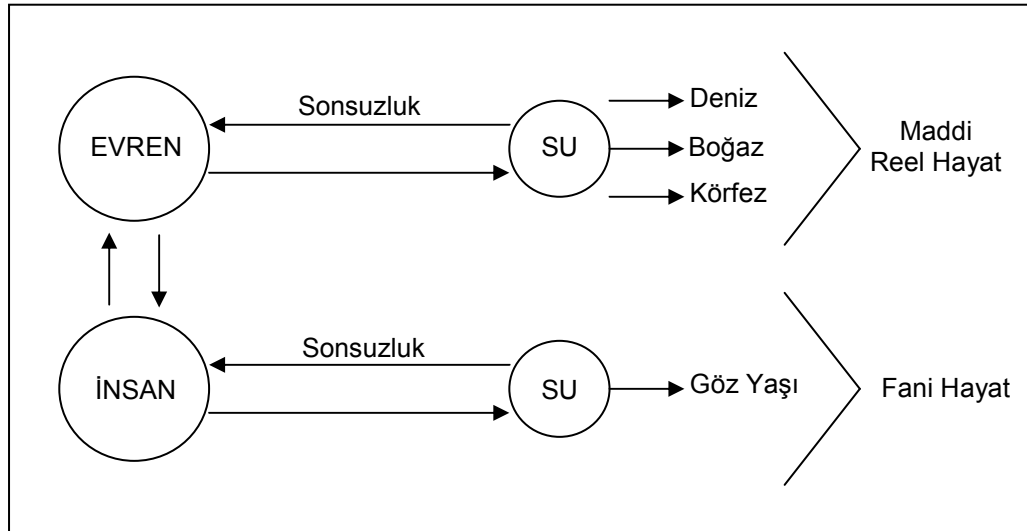 EVREN
Sonsuzluk
SU
Deniz
Boğaz
Körfez
Maddi
Reel Hayat
İNSAN
Sonsuzluk
SU
Göz Yaşı
Fani Hayat